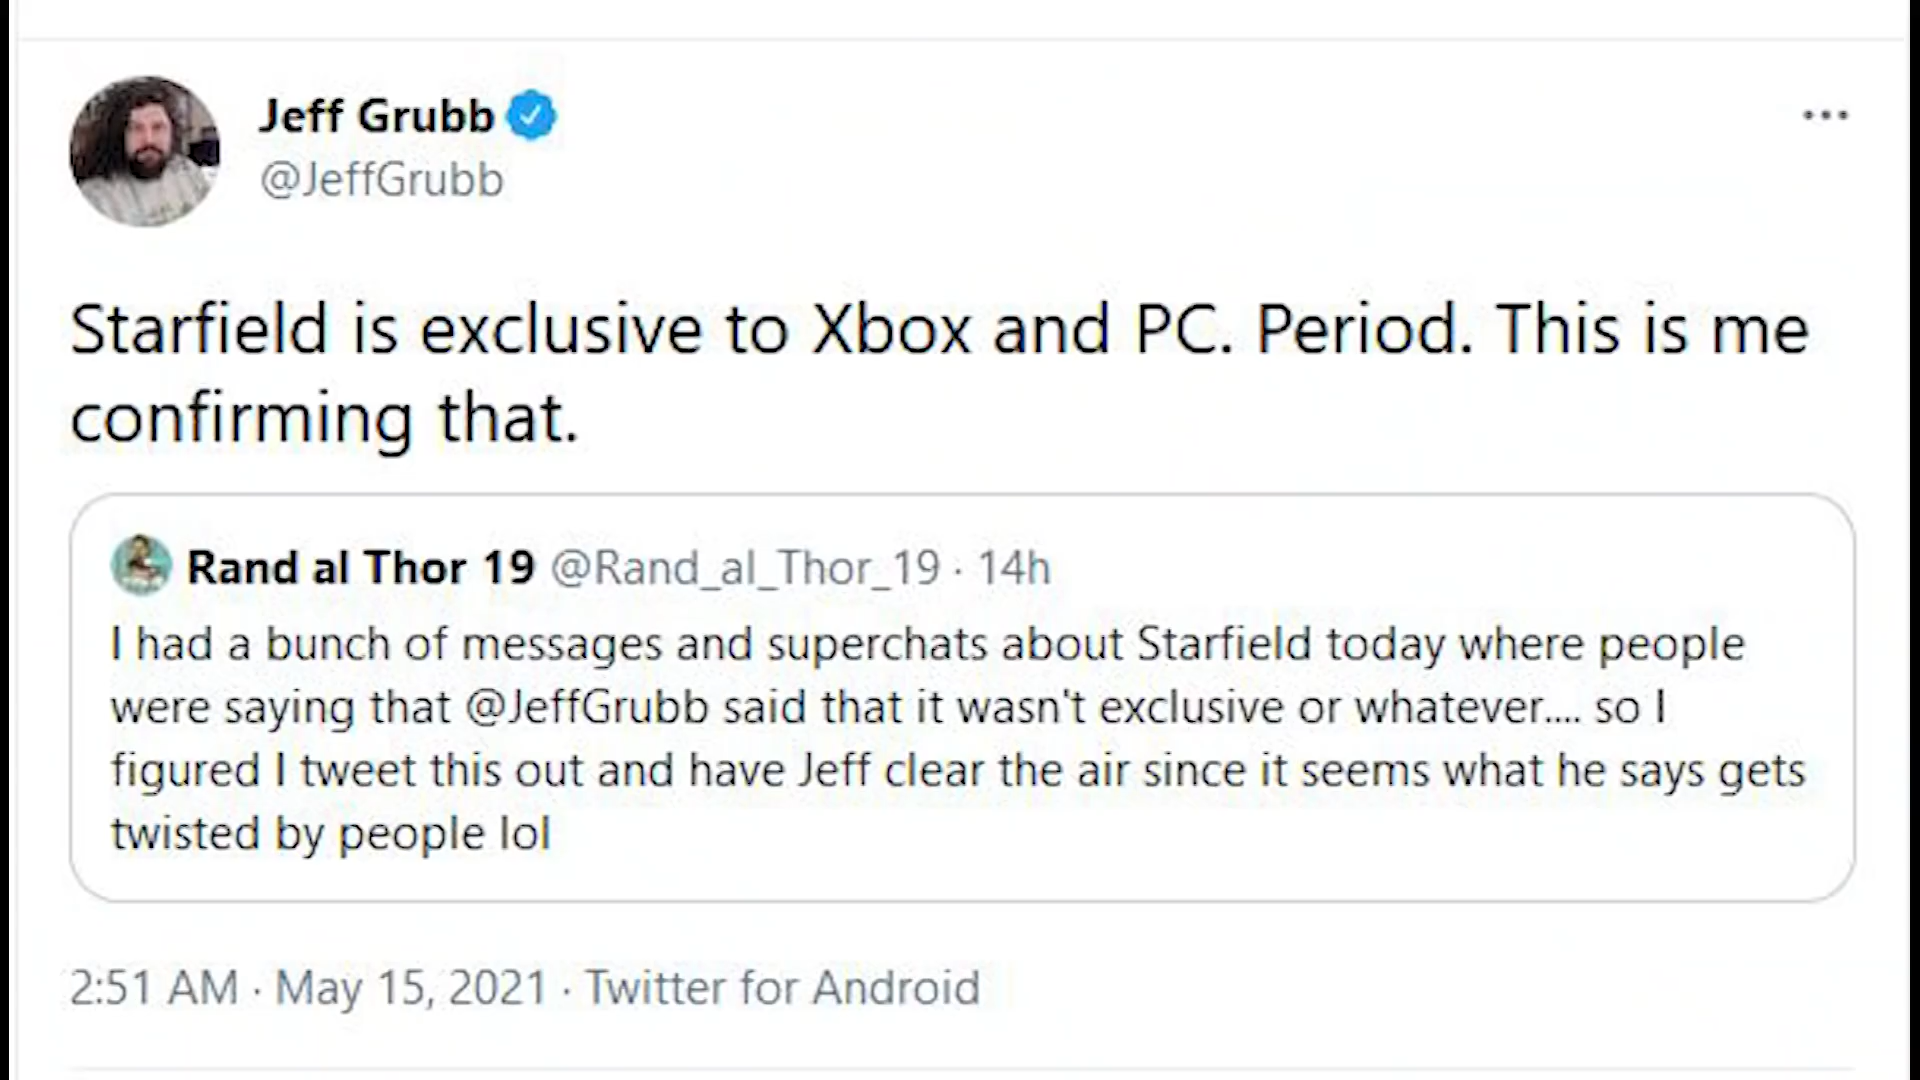 Jeff Grubb
@JeffGrubb
Starfield is exclusive to Xbox and PC. Period. This is me
confirming that.
Rand al Thor 19 @Rand_al_Thor_19 · 14h
I had a bunch of messages and superchats about Starfield today where people
were saying that @JeffGrubb said that it wasn't exclusive or whatever.... so I
figured I tweet this out and have Jeff clear the air since it seems what he says gets
twisted by people lol
2:51 AM · May 15, 2021 · Twitter for Android